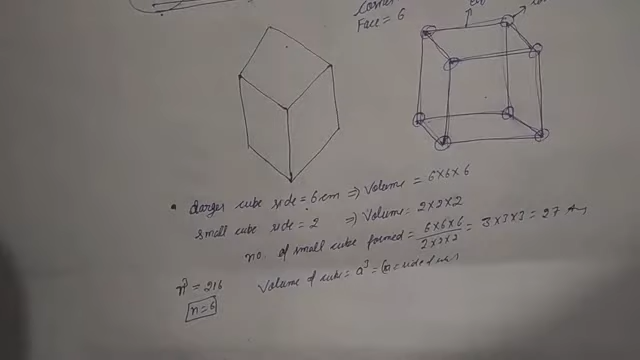 Corner
Face = 6
• Larger cube side = 6 cm ⇒ Volume = 6×6×6
small cube side = 2 ⇒ Volume = 2×2×2
no. of small cube formed = 6×6×6 / 2×2×2 = 3×3×3 = 27 Ans
n³ = 216 Volume of cube = a³ =
n = 6